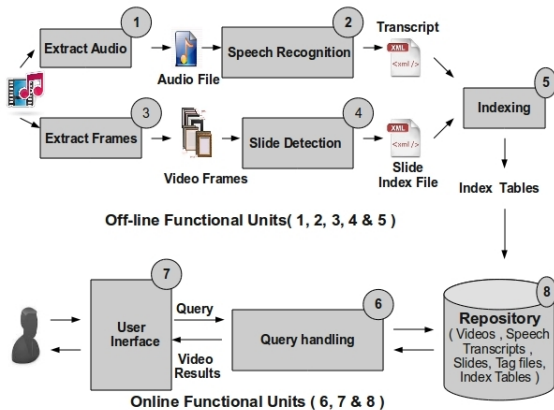 1
Extract Audio
Audio File
2
Speech Recognition
Transcript
XML
<xml/>
3
Extract Frames
Video Frames
4
Slide Detection
XML
<xml/>
Slide
Index File
5
Indexing
Index Tables
Off-line Functional Units( 1, 2, 3, 4 & 5 )
7
User
Inerface
Query
Video
Results
6
Query handling
8
Repository
( Videos , Speech
Transcripts ,
Slides, Tag files,
Index Tables )
Online Functional Units ( 6, 7 & 8 )